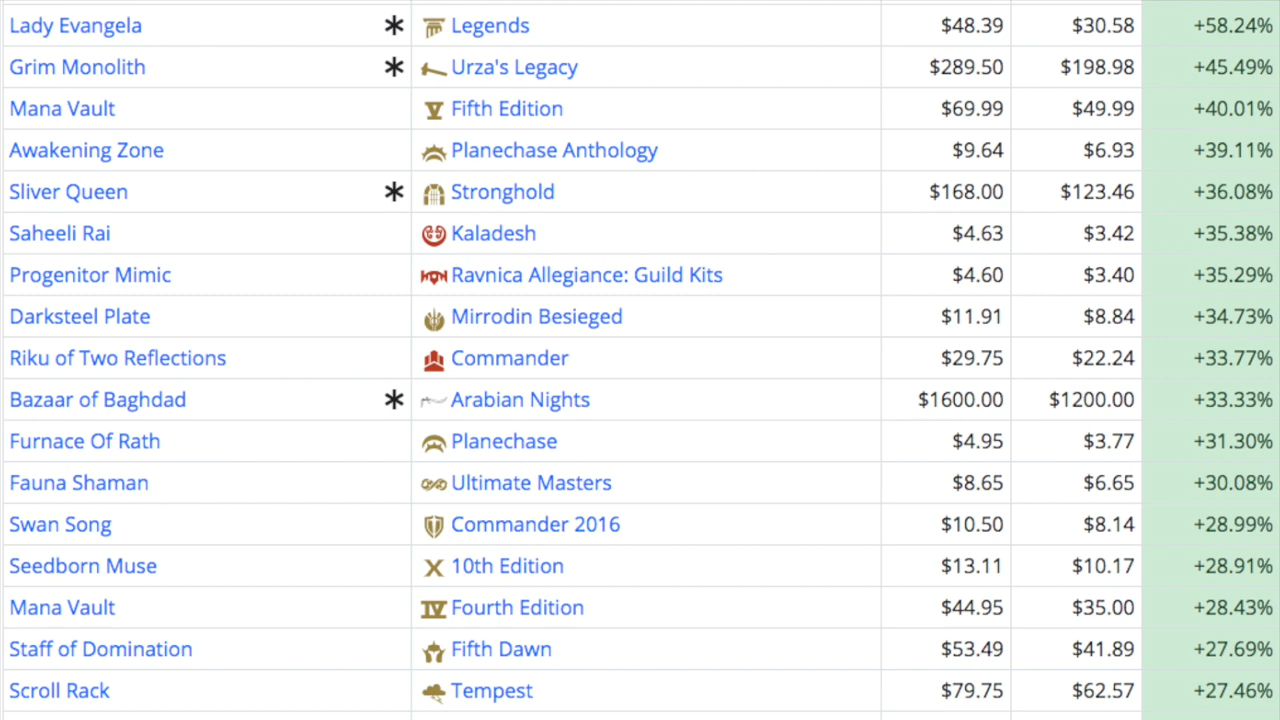 Lady Evangela * Legends $48.39 $30.58 +58.24%
Grim Monolith * Urza's Legacy $289.50 $198.98 +45.49%
Mana Vault V Fifth Edition $69.99 $49.99 +40.01%
Awakening Zone Planechase Anthology $9.64 $6.93 +39.11%
Sliver Queen * Stronghold $168.00 $123.46 +36.08%
Saheeli Rai Kaladesh $4.63 $3.42 +35.38%
Progenitor Mimic Ravnica Allegiance: Guild Kits $4.60 $3.40 +35.29%
Darksteel Plate Mirrodin Besieged $11.91 $8.84 +34.73%
Riku of Two Reflections Commander $29.75 $22.24 +33.77%
Bazaar of Baghdad * Arabian Nights $1600.00 $1200.00 +33.33%
Furnace Of Rath Planechase $4.95 $3.77 +31.30%
Fauna Shaman Ultimate Masters $8.65 $6.65 +30.08%
Swan Song Commander 2016 $10.50 $8.14 +28.99%
Seedborn Muse X 10th Edition $13.11 $10.17 +28.91%
Mana Vault IV Fourth Edition $44.95 $35.00 +28.43%
Staff of Domination Fifth Dawn $53.49 $41.89 +27.69%
Scroll Rack Tempest $79.75 $62.57 +27.46%